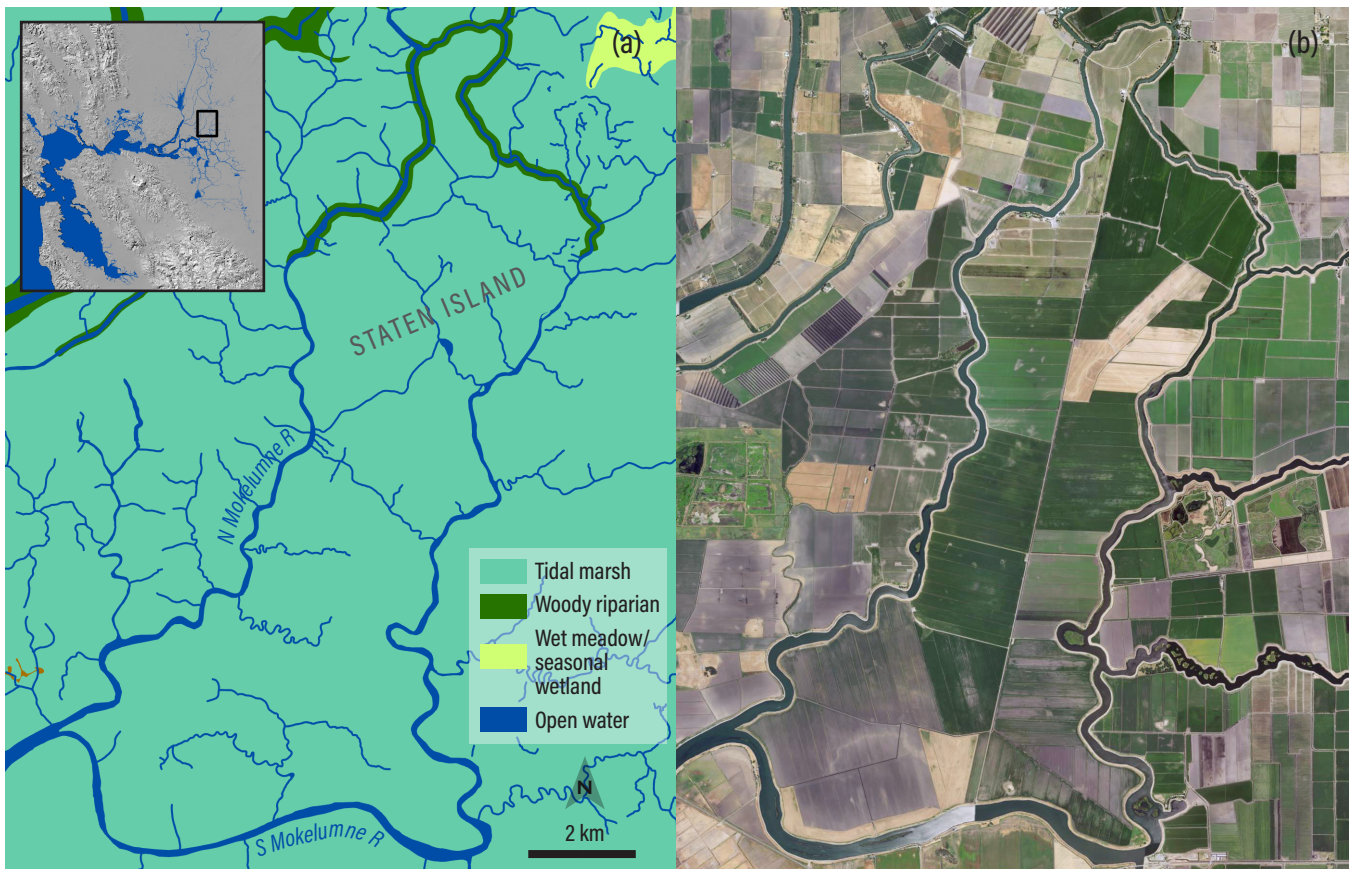 (a)
(b)
STATEN ISLAND
N Mokelumne R
Tidal marsh
Woody riparian
Wet meadow/
seasonal
wetland
Open water
N
2 km
S Mokelumne R